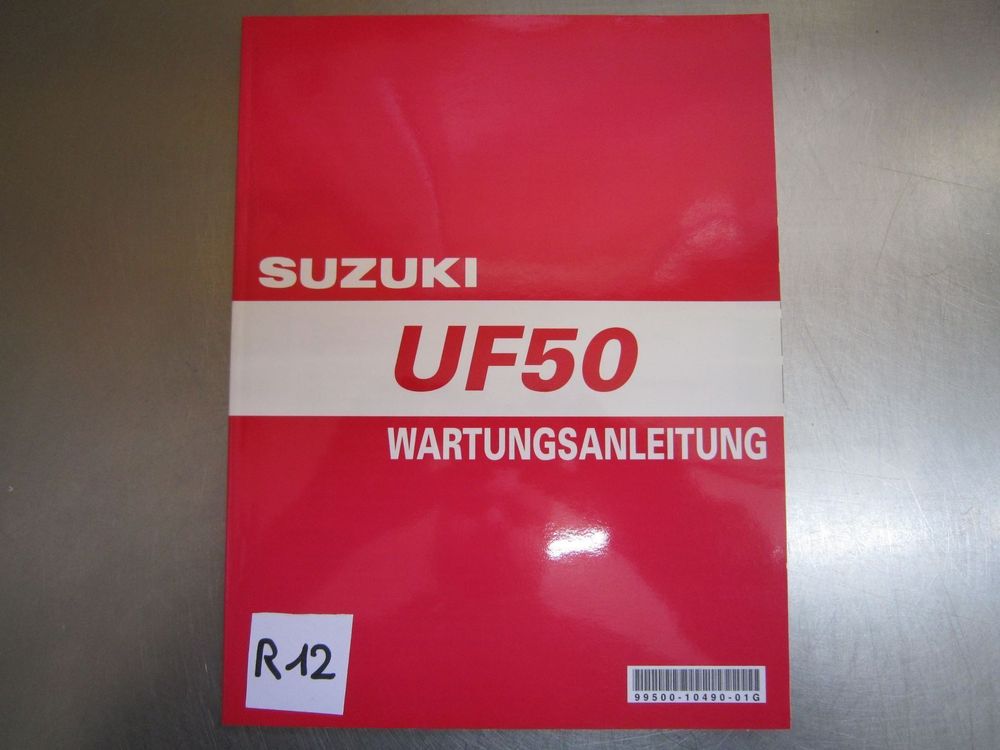 SUZUKI
UF50
WARTUNGSANLEITUNG
R12
99500-10490-01G